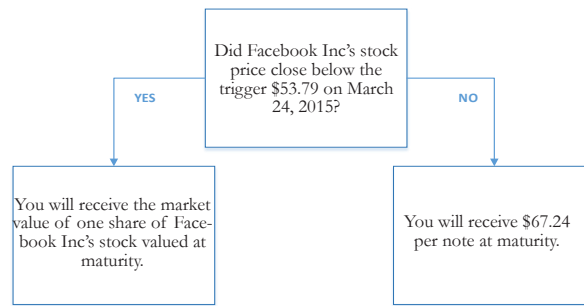 Did Facebook Inc's stock
price close below the
trigger $53.79 on March
24, 2015?
YES
NO
You will receive the market
value of one share of Face-
book Inc's stock valued at
maturity.
You will receive $67.24
per note at maturity.